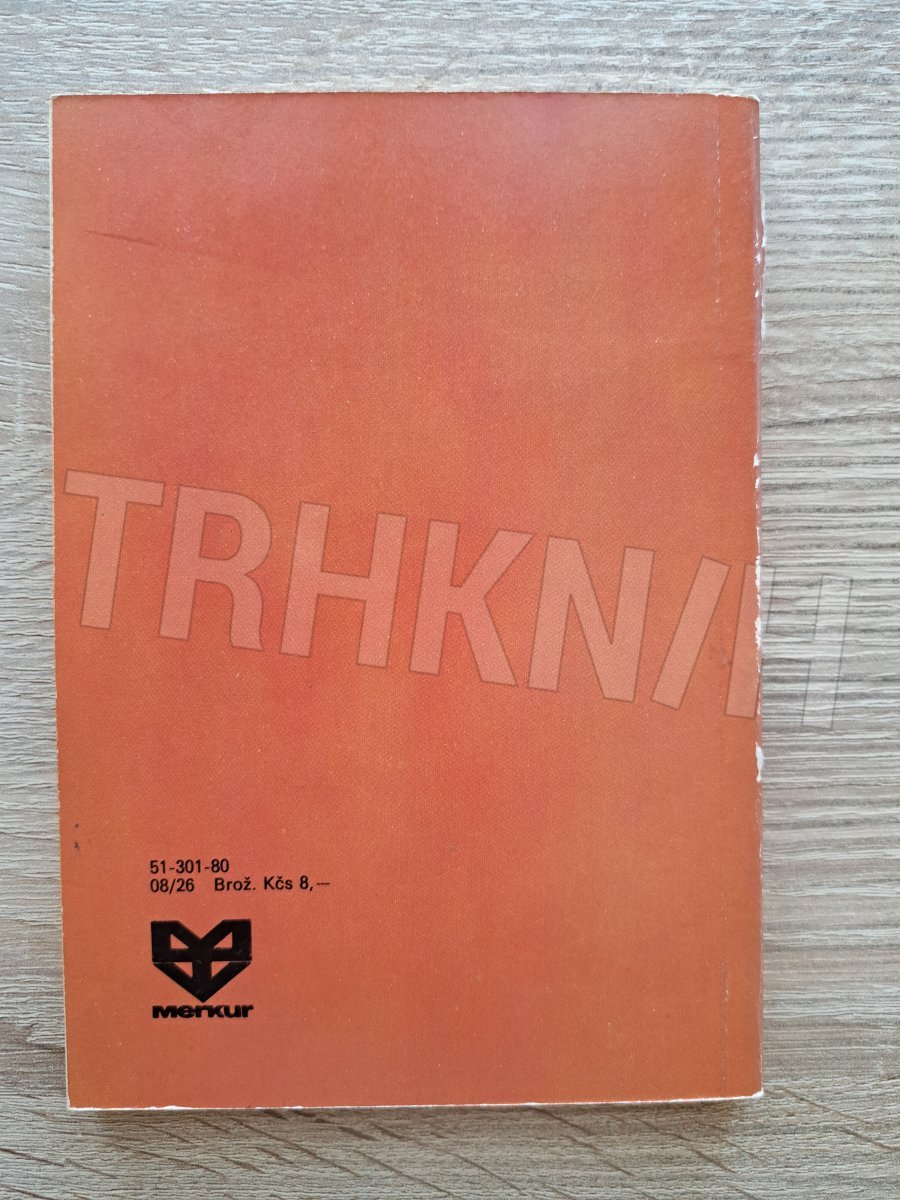 TRHKNIH
51-301-80
08/26 Brož. Kčs 8,—
merkur